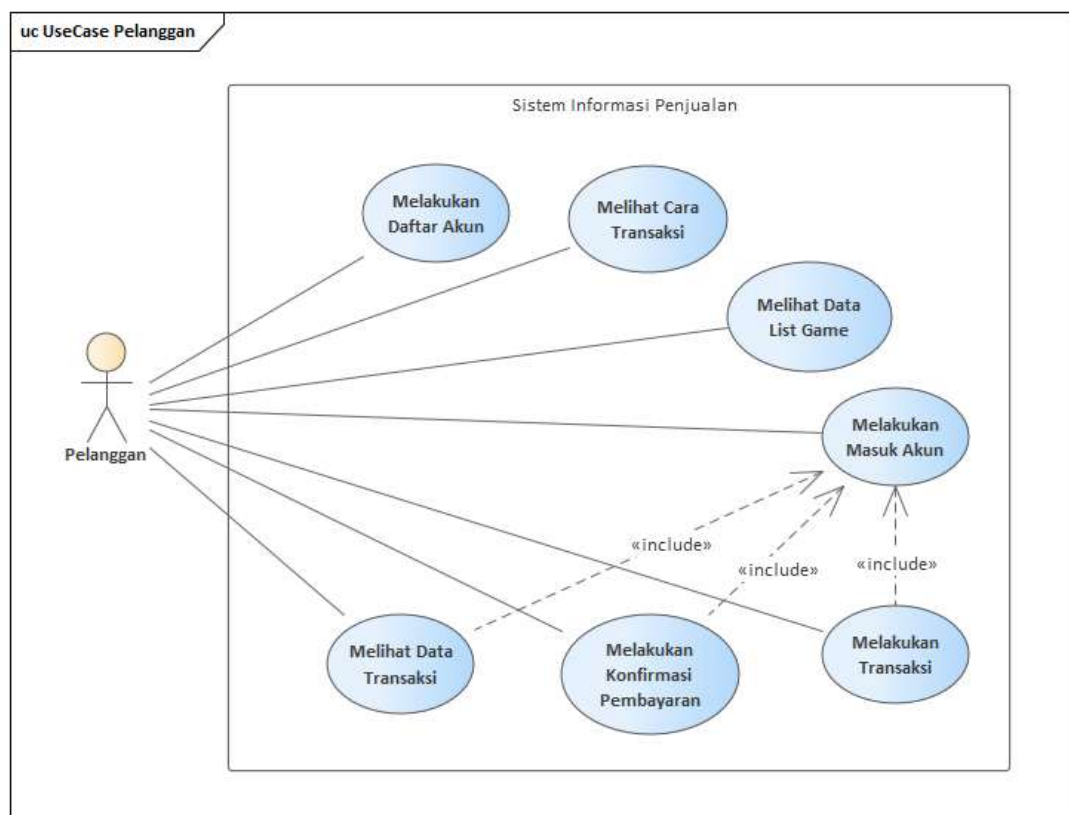 uc UseCase Pelanggan
Sistem Informasi Penjualan
Melakukan
Daftar Akun
Melihat Cara
Transaksi
Melihat Data
List Game
Melakukan
Masuk Akun
Pelanggan
«include»
«include»
«include»
Melihat Data
Transaksi
Melakukan
Konfirmasi
Pembayaran
Melakukan
Transaksi